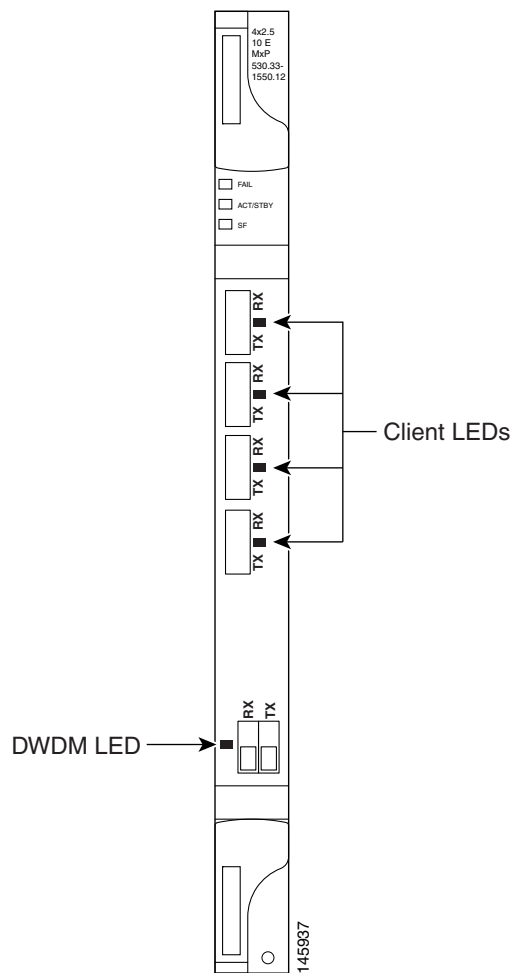 4x2.5
10 E
MxP
530.33-
1550.12
FAIL
ACT/STBY
SF
RX
TX
RX
TX
RX
TX
RX
TX
Client LEDs
RX
TX
DWDM LED
145937